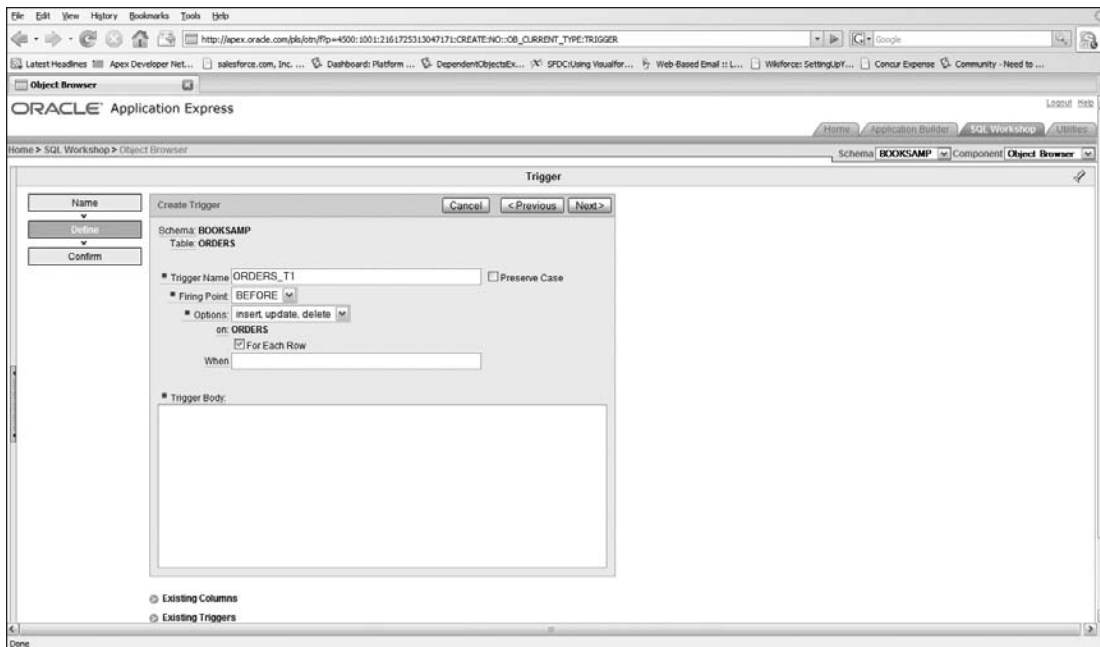 File Edit View History Bookmarks Tools Help
http://apex.oracle.com/pls/otn/f?p=4500:1001:2161725313047171:CREATE:NO::OB_CURRENT_TYPE:TRIGGER
Google
Latest Headlines Apex Developer Net... salesforce.com, Inc. ... Dashboard: Platform ... DependentObjectsEx... SFDC:Using Visualfor... Web-Based Email :: L... Wikiforce: SettingUpY... Concur Expense Community - Need to ...
Object Browser
ORACLE Application Express
Logout Help
Home Application Builder SQL Workshop Utilities
Home > SQL Workshop > Object Browser
Schema BOOKSAMP Component Object Browser
Trigger
Name
Define
Confirm
Create Trigger
Cancel < Previous Next >
Schema: BOOKSAMP
Table: ORDERS
Trigger Name ORDERS_T1 Preserve Case
Firing Point: BEFORE
Options: insert, update, delete
on: ORDERS
For Each Row
When
Trigger Body:
Existing Columns
Existing Triggers
Done